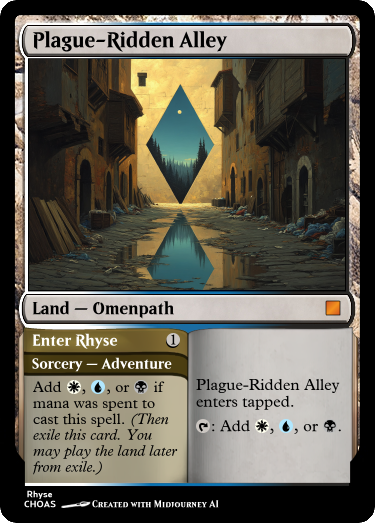 Plague-Ridden Alley
Land — Omenpath
Enter Rhyse 1
Sorcery — Adventure
Add , , or if
mana was spent to
cast this spell. (Then
exile this card. You
may play the land later
from exile.)
Plague-Ridden Alley
enters tapped.
: Add , , or .
Rhyse
CHOAS Created with Midjourney AI